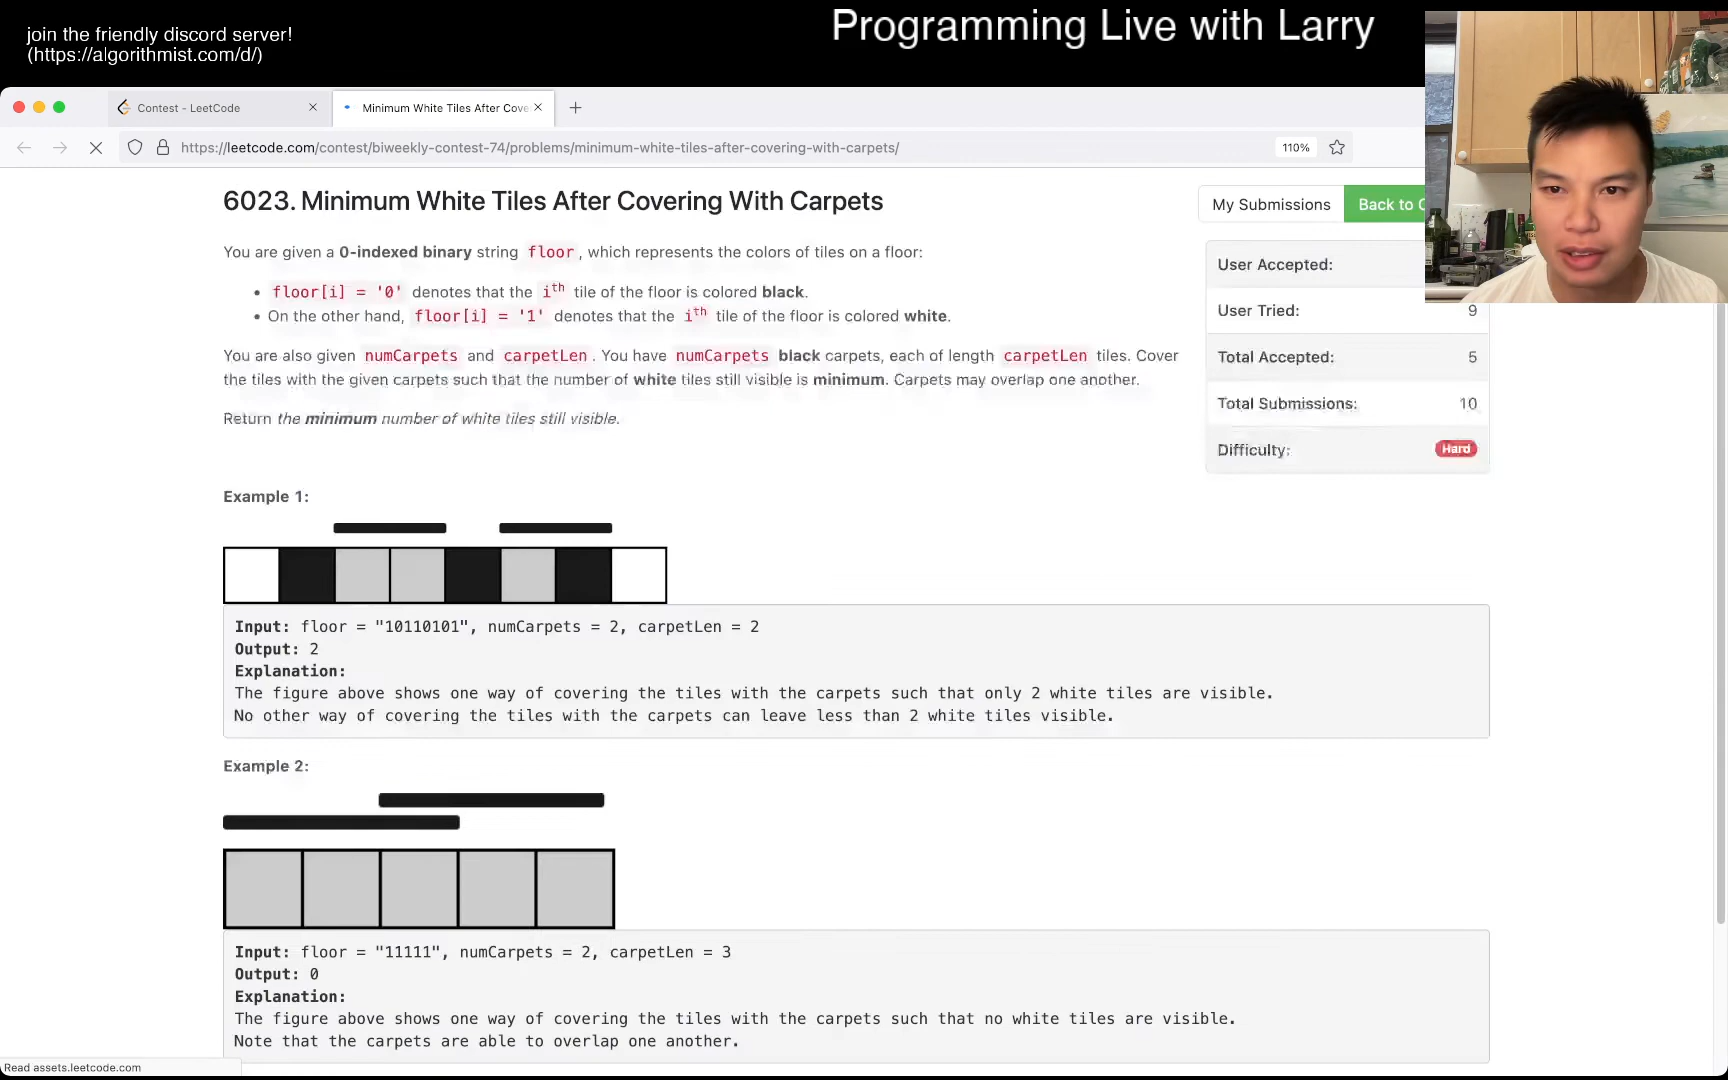 join the friendly discord server!
(https://algorithmist.com/d/)
Programming Live with Larry
Contest - LeetCode
Minimum White Tiles After Cove
https://leetcode.com/contest/biweekly-contest-74/problems/minimum-white-tiles-after-covering-with-carpets/
110%
6023. Minimum White Tiles After Covering With Carpets
My Submissions
Back to C
You are given a 0-indexed binary string floor, which represents the colors of tiles on a floor:
• floor[i] = '0' denotes that the ith tile of the floor is colored black.
• On the other hand, floor[i] = '1' denotes that the ith tile of the floor is colored white.
You are also given numCarpets and carpetLen. You have numCarpets black carpets, each of length carpetLen tiles. Cover
the tiles with the given carpets such that the number of white tiles still visible is minimum. Carpets may overlap one another.
Return the minimum number of white tiles still visible.
User Accepted:
User Tried: 9
Total Accepted: 5
Total Submissions: 10
Difficulty: Hard
Example 1:
Input: floor = "10110101", numCarpets = 2, carpetLen = 2
Output: 2
Explanation:
The figure above shows one way of covering the tiles with the carpets such that only 2 white tiles are visible.
No other way of covering the tiles with the carpets can leave less than 2 white tiles visible.
Example 2:
Input: floor = "11111", numCarpets = 2, carpetLen = 3
Output: 0
Explanation:
The figure above shows one way of covering the tiles with the carpets such that no white tiles are visible.
Note that the carpets are able to overlap one another.
Read assets.leetcode.com